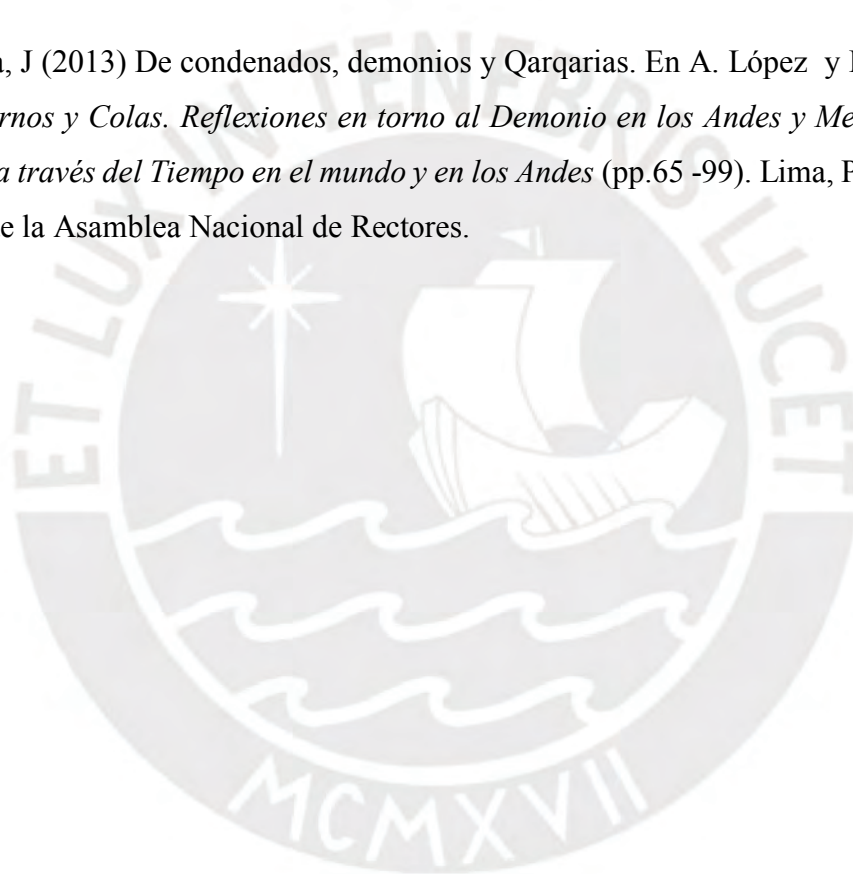 a, J (2013) De condenados, demonios y Qarqarias. En A. López y
rnos y Colas. Reflexiones en torno al Demonio en los Andes y Me
a través del Tiempo en el mundo y en los Andes (pp.65 -99). Lima, P
e la Asamblea Nacional de Rectores.
ET LUX IN TENEBRIS LUCET
MCMXVII